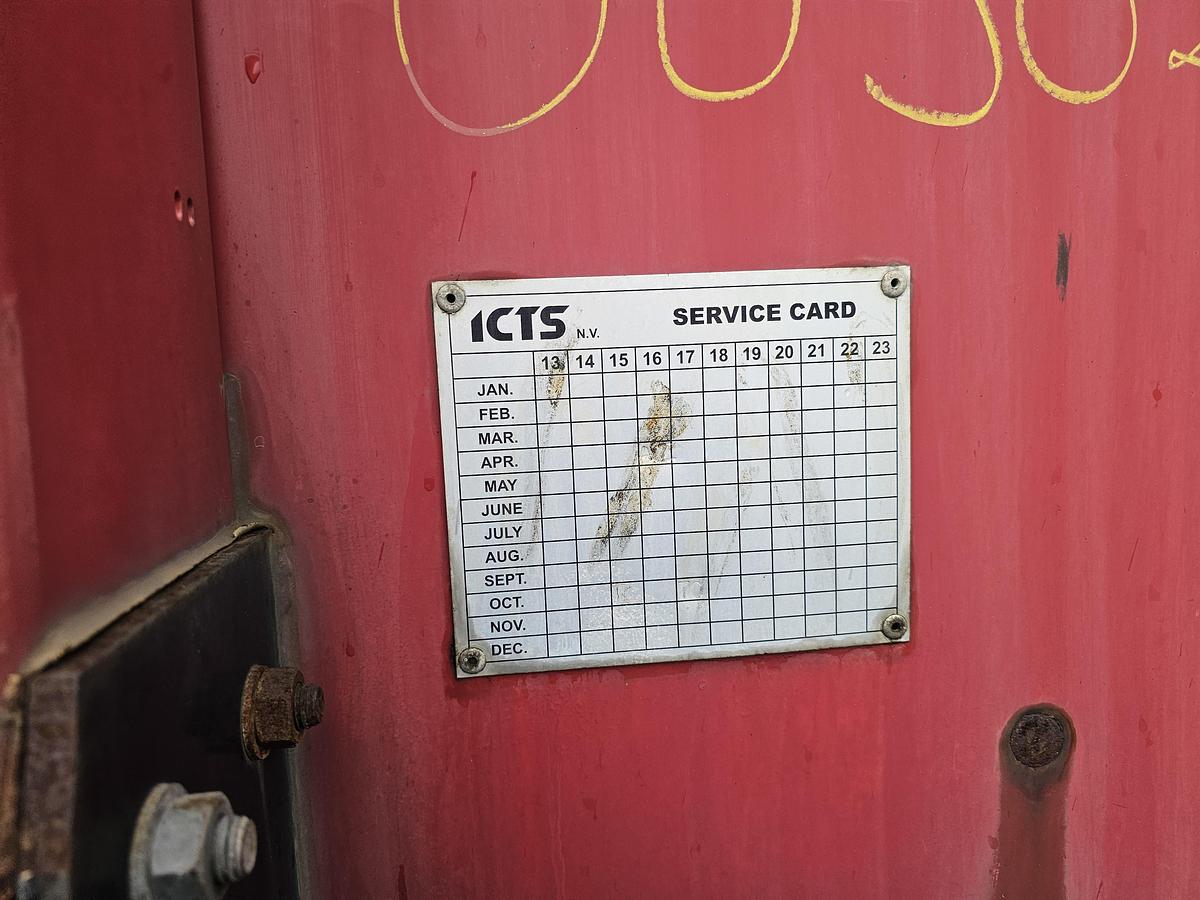 ICTS N.V. SERVICE CARD
13 14 15 16 17 18 19 20 21 22 23
JAN.
FEB.
MAR.
APR.
MAY
JUNE
JULY
AUG.
SEPT.
OCT.
NOV.
DEC.